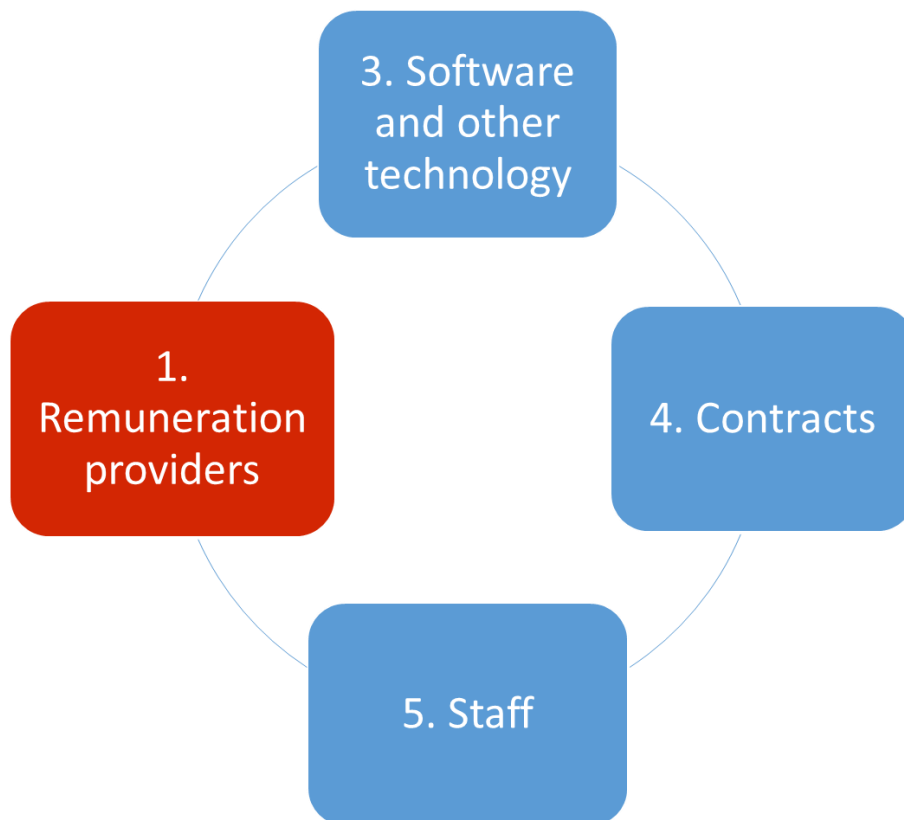 3. Software
and other
technology
1.
Remuneration
providers
4. Contracts
5. Staff